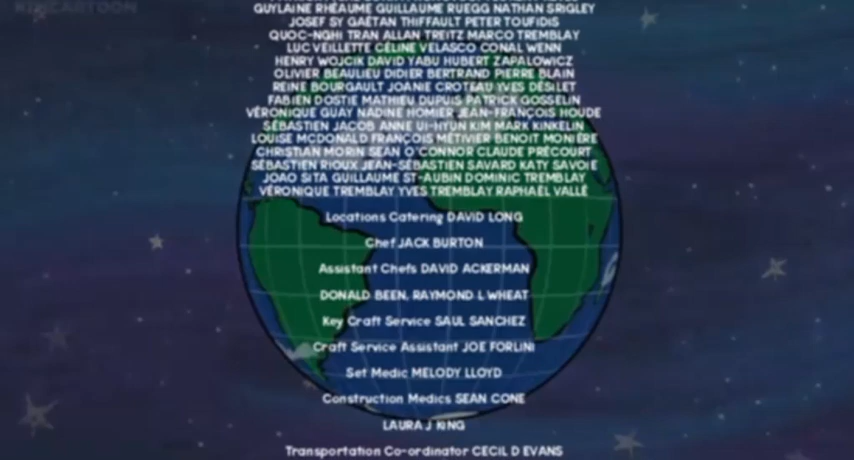 GUYLAINE RHÉAUME GUILLAUME RUEGG NATHAN SRIGLEY
JOSEF SY GAÉTAN THIFFAULT PETER TOUFIDIS
QUOC-NGHI TRAN ALLAN TREITZ MARCO TREMBLAY
LUC VEILLETTE CÉLINE VELASCO CONAL WENN
HENRY WOJCIK DAVID YABU HUBERT ZAPALOWICZ
OLIVIER BEAULIEU DIDIER BERTRAND PIERRE BLAIN
REINE BOURGAULT JOANIE CROTEAU YVES DÉSILET
FABIEN DOSTIE MATHIEU DUPUIS PATRICK GOSSELIN
VÉRONIQUE GUAY NADINE HOMIER JEAN-FRANÇOIS HOUDE
SÉBASTIEN JACOB ANNE UI-HYUN KIM MARK KINKELIN
LOUISE MCDONALD FRANÇOIS MÉTIVIER BENOIT MONIÈRE
CHRISTIAN MORIN SEAN O'CONNOR CLAUDE PRÉCOURT
SÉBASTIEN RIOUX JEAN-SÉBASTIEN SAVARD KATY SAVOIE
JOAO SITA GUILLAUME ST-AUBIN DOMINIC TREMBLAY
VÉRONIQUE TREMBLAY YVES TREMBLAY RAPHAËL VALLÉ
Locations Catering DAVID LONG
Chef JACK BURTON
Assistant Chefs DAVID ACKERMAN
DONALD BEEN, RAYMOND L WHEAT
Key Craft Service SAUL SANCHEZ
Craft Service Assistant JOE FORLINI
Set Medic MELODY LLOYD
Construction Medics SEAN CONE
LAURA J KING
Transportation Co-ordinator CECIL D EVANS